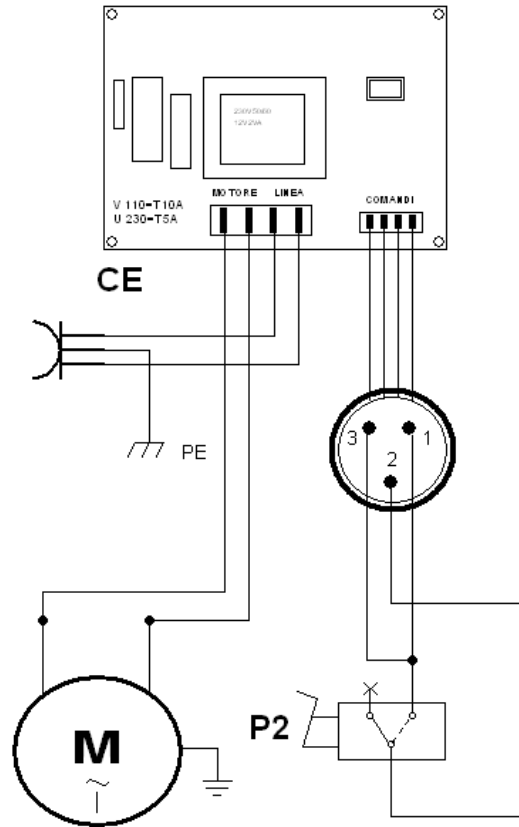 230V 50/60
12V 2VA
MOTORE LINEA
COMANDI
V 110-T10A
U 230-T5A
CE
PE
3 1
2
P2
M